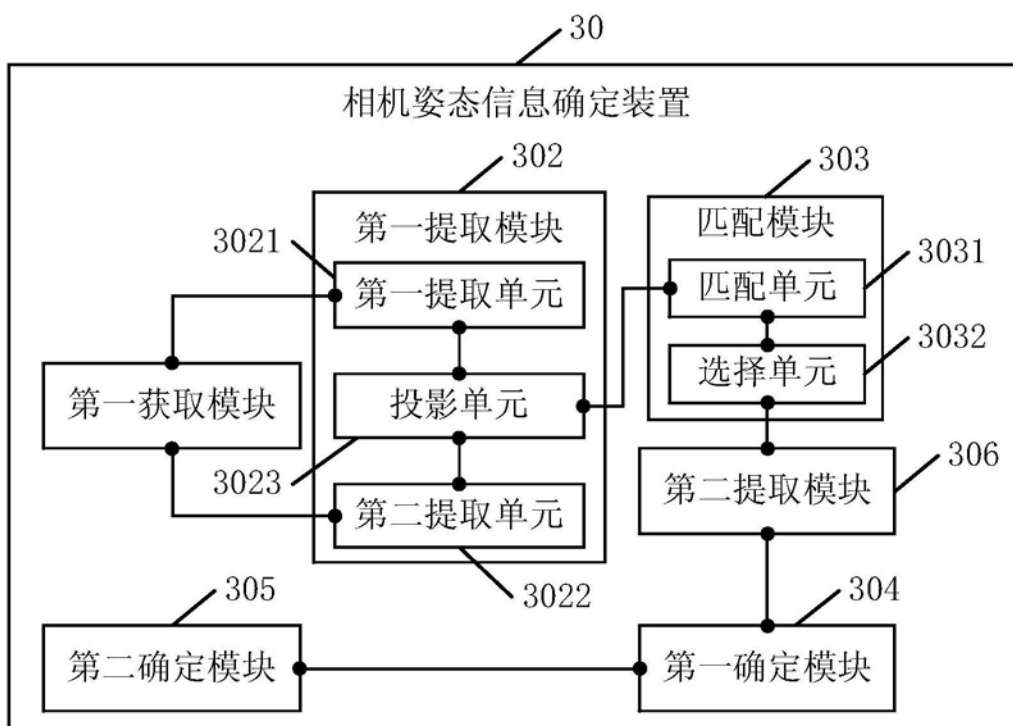 30
相机姿态信息确定装置
302
303
第一提取模块
匹配模块
3021
3031
第一提取单元
匹配单元
3032
第一获取模块
投影单元
选择单元
3023
306
第二提取单元
第二提取模块
3022
305
304
第二确定模块
第一确定模块